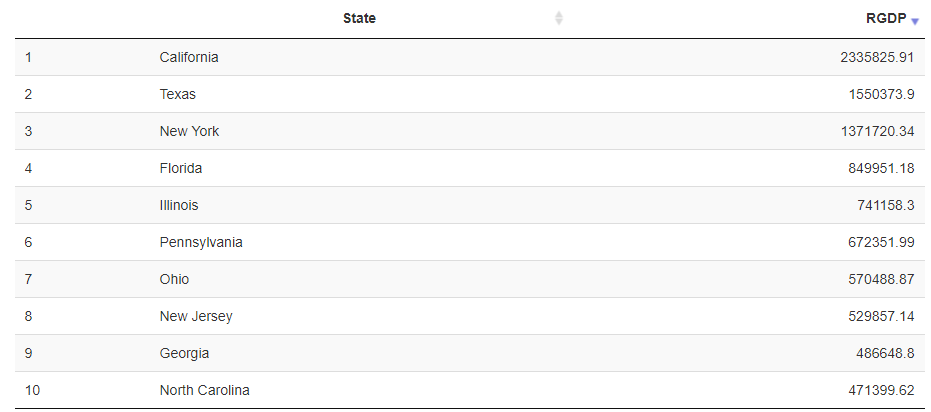 State RGDP
1 California 2335825.91
2 Texas 1550373.9
3 New York 1371720.34
4 Florida 849951.18
5 Illinois 741158.3
6 Pennsylvania 672351.99
7 Ohio 570488.87
8 New Jersey 529857.14
9 Georgia 486648.8
10 North Carolina 471399.62